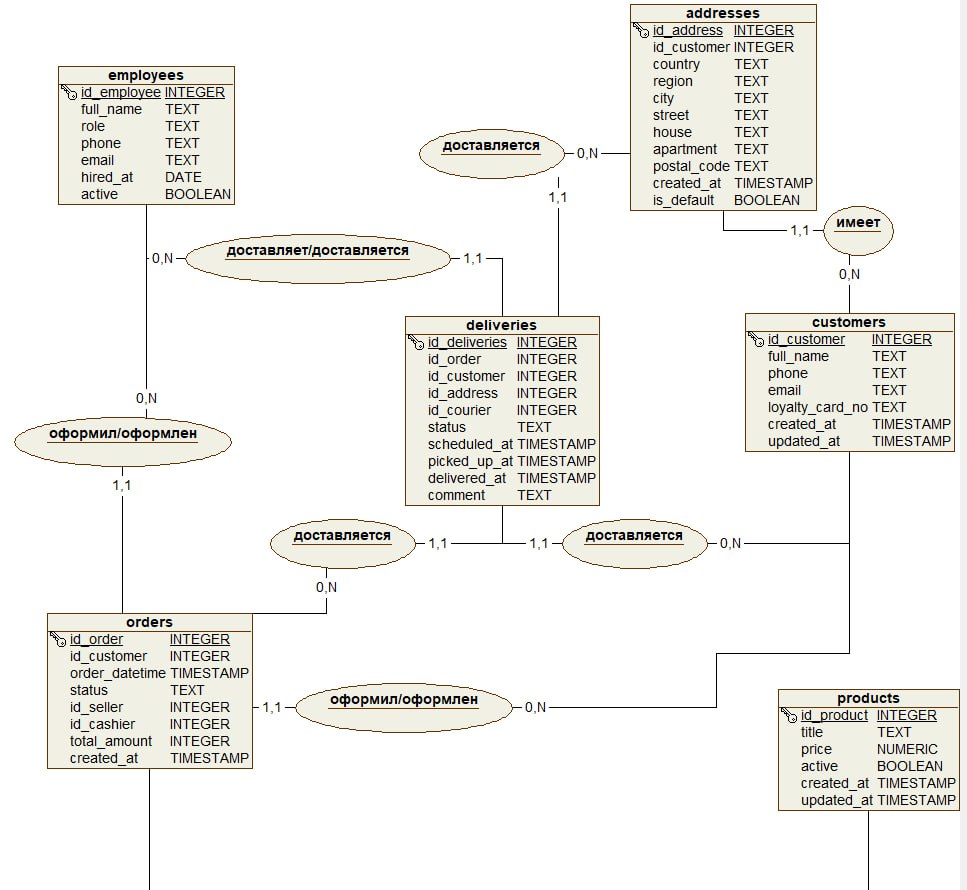 addresses
id_address INTEGER
id_customer INTEGER
country TEXT
region TEXT
city TEXT
street TEXT
house TEXT
apartment TEXT
postal_code TEXT
created_at TIMESTAMP
is_default BOOLEAN
employees
id_employee INTEGER
full_name TEXT
role TEXT
phone TEXT
email TEXT
hired_at DATE
active BOOLEAN
доставляется
0,N
1,1
имеет
1,1
0,N
доставляет/доставляется
0,N
1,1
deliveries
id_deliveries INTEGER
id_order INTEGER
id_customer INTEGER
id_address INTEGER
id_courier INTEGER
status TEXT
scheduled_at TIMESTAMP
picked_up_at TIMESTAMP
delivered_at TIMESTAMP
comment TEXT
customers
id_customer INTEGER
full_name TEXT
phone TEXT
email TEXT
loyalty_card_no TEXT
created_at TIMESTAMP
updated_at TIMESTAMP
0,N
оформил/оформлен
1,1
доставляется
1,1
0,N
1,1
доставляется
0,N
orders
id_order INTEGER
id_customer INTEGER
order_datetime TIMESTAMP
status TEXT
id_seller INTEGER
id_cashier INTEGER
total_amount INTEGER
created_at TIMESTAMP
1,1
оформил/оформлен
0,N
products
id_product INTEGER
title TEXT
price NUMERIC
active BOOLEAN
created_at TIMESTAMP
updated_at TIMESTAMP